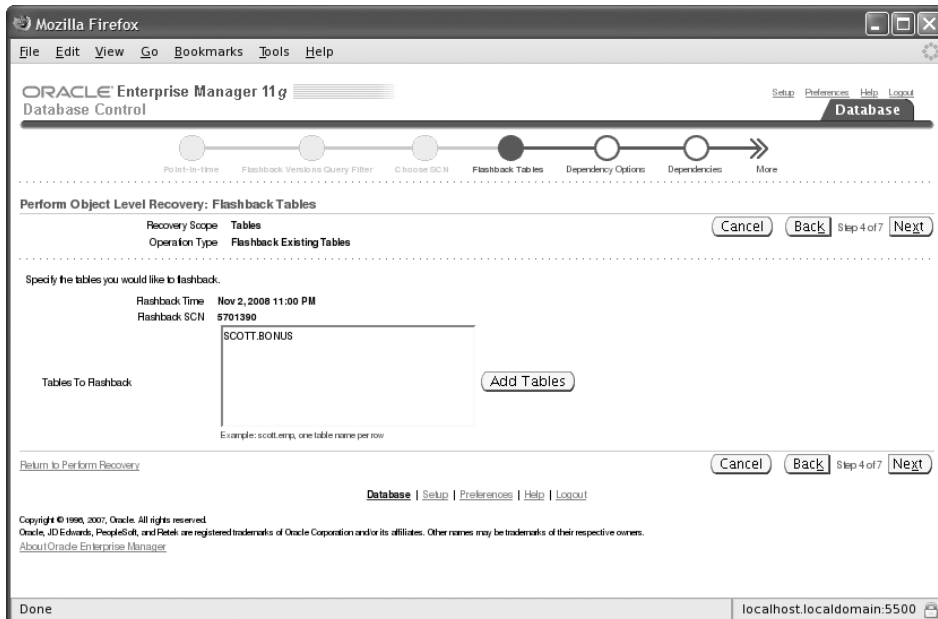 Mozilla Firefox
File Edit View Go Bookmarks Tools Help
ORACLE Enterprise Manager 11g
Database Control
Setup Preferences Help Logout
Database
Point-in-time Flashback Versions Query Filter Choose SCN Flashback Tables Dependency Options Dependencies More
Perform Object Level Recovery: Flashback Tables
Recovery Scope Tables
Operation Type Flashback Existing Tables
Cancel Back Step 4 of 7 Next
Specify the tables you would like to flashback.
Flashback Time Nov 2, 2008 11:00 PM
Flashback SCN 5701390
SCOTT.BONUS
Tables To Flashback
Add Tables
Example: scott.emp, one table name per row
Return to Perform Recovery
Cancel Back Step 4 of 7 Next
Database | Setup | Preferences | Help | Logout
Copyright © 1996, 2007, Oracle. All rights reserved.
Oracle, JD Edwards, PeopleSoft, and Retek are registered trademarks of Oracle Corporation and/or its affiliates. Other names may be trademarks of their respective owners.
About Oracle Enterprise Manager
Done
localhost.localdomain:5500